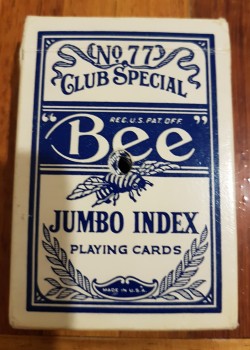 No. 77
CLUB SPECIAL
REG. U.S. PAT. OFF.
"Bee"
JUMBO INDEX
PLAYING CARDS
MADE IN U.S.A.